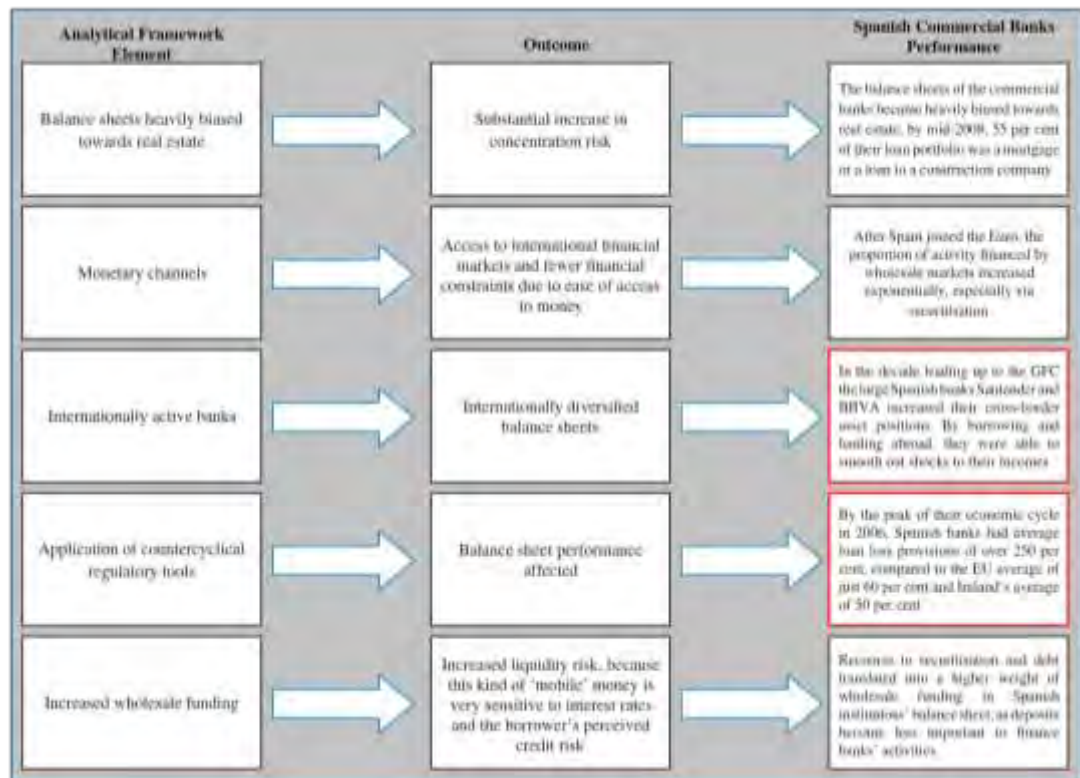 Analytical Framework
Element
Outcome
Spanish Commercial Banks
Performance
Balance sheets heavily biased
towards real estate
Substantial increase in
concentration risk
The balance sheets of the commercial
banks became heavily biased towards
real estate, by mid 2008, 55 per cent
of their loan portfolio was a mortgage
or a loan to a construction company
Monetary channels
Access to international financial
markets and fewer financial
constraints due to ease of access
to money
After Spain joined the Euro, the
proportion of activity financed by
wholesale markets increased
exponentially, especially via
securitisation
Internationally active banks
Internationally diversified
balance sheets
In the decade leading up to the GFC
the large Spanish banks Santander and
BBVA increased their cross-border
asset positions. By borrowing and
lending abroad, they were able to
smooth out shocks to their incomes
Application of countercyclical
regulatory tools
Balance sheet performance
affected
By the peak of their economic cycle
in 2006, Spanish banks had average
loan loss provisions of over 250 per
cent, compared to the EU average of
just 60 per cent and Ireland's average
of 50 per cent
Increased wholesale funding
Increased liquidity risk, because
this kind of 'mobile' money is
very sensitive to interest rates
and the borrower's perceived
credit risk
Recourse to securitisation and debt
translated into a higher weight of
wholesale funding in Spanish
institutions' balance sheet, as deposits
became less important to finance
banks' activities